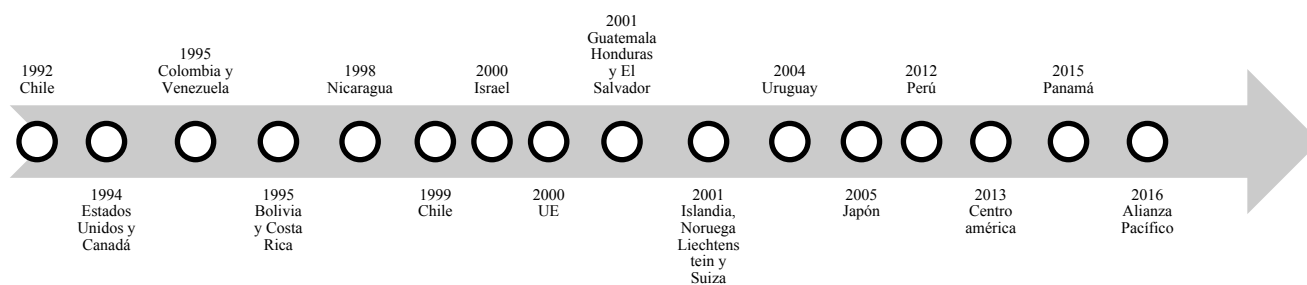 1992
Chile
1994
Estados
Unidos y
Canadá
1995
Colombia y
Venezuela
1995
Bolivia
y Costa
Rica
1998
Nicaragua
1999
Chile
2000
Israel
2000
UE
2001
Guatemala
Honduras
y El
Salvador
2001
Islandia,
Noruega
Liechtens
tein y
Suiza
2004
Uruguay
2005
Japón
2012
Perú
2013
Centro
américa
2015
Panamá
2016
Alianza
Pacífico